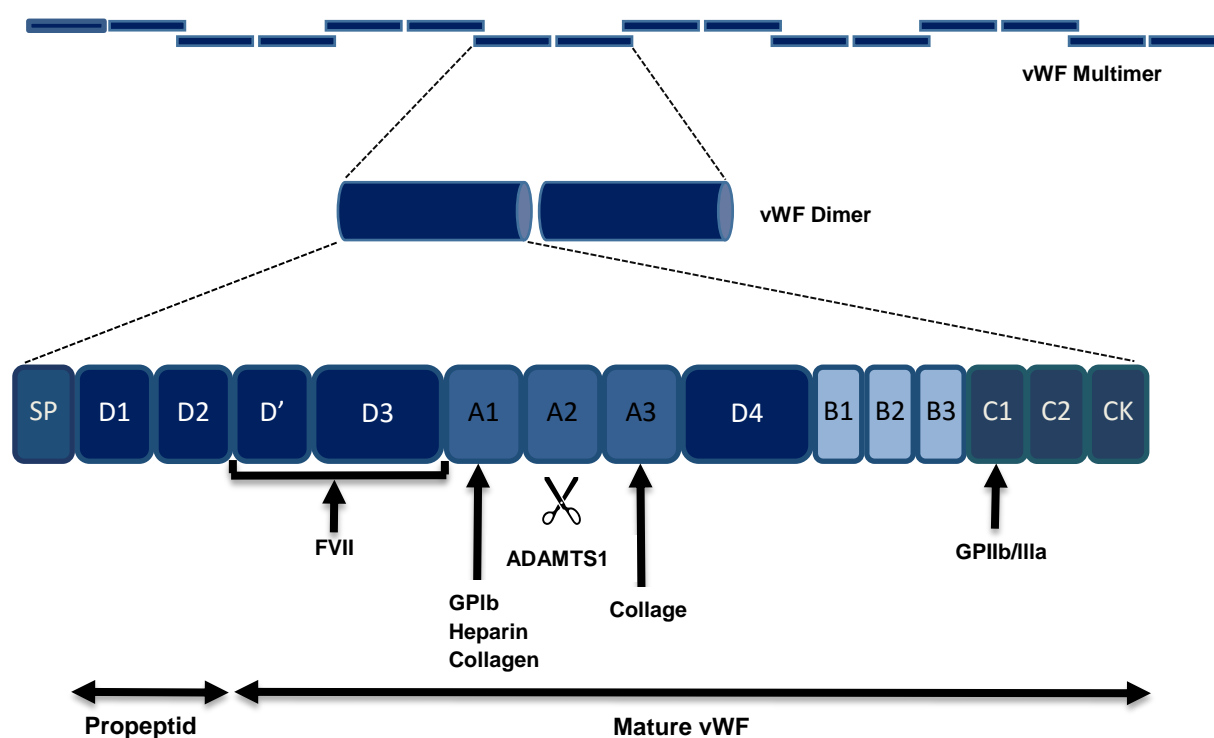 vWF Multimer
vWF Dimer
SP D1 D2 D’ D3 A1 A2 A3 D4 B1 B2 B3 C1 C2 CK
FVII
ADAMTS1
GPIIb/IIIa
GPIb
Heparin
Collagen
Collage
Propeptid
Mature vWF